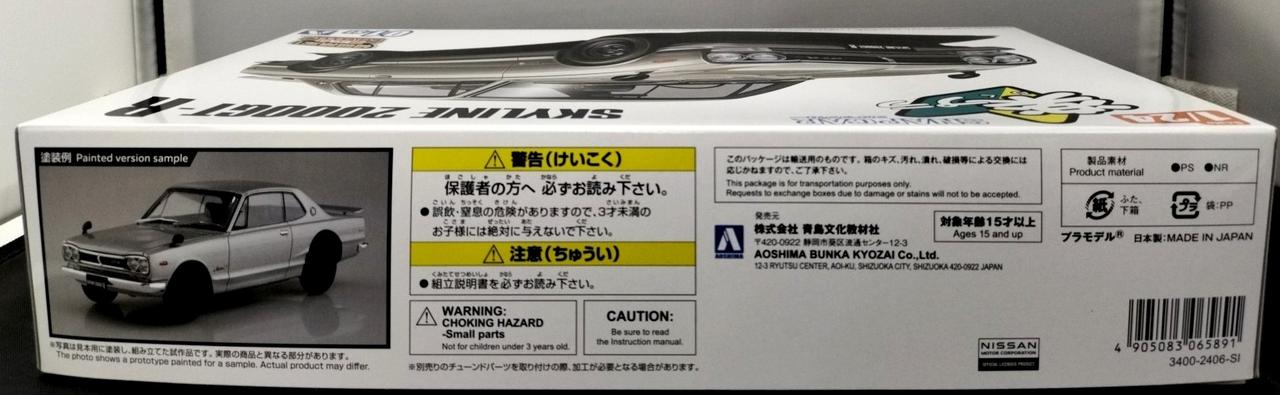 SKYLINE 2000GT-R
1/24
塗装例 Painted version sample
※写真は見本用に塗装し、組み立てた試作品です。実際の商品と異なる部分があります。
The photo shows a prototype painted for a sample. Actual product may differ.
警告(けいこく)
保護者の方へ 必ずお読み下さい。
●誤飲・窒息の危険がありますので、3才未満の
お子様には絶対に与えないで下さい。
注意(ちゅうい)
●組立説明書を必ずお読み下さい。
WARNING:
CHOKING HAZARD
-Small parts
Not for children under 3 years old.
CAUTION:
Be sure to read
the Instruction manual.
※別売りのチューンドパーツを取り付けの際、加工が必要となる場合があります。
このパッケージは輸送用のものです。箱のキズ、汚れ、潰れ、破損等による交換には
応じかねますので、ご了承下さい。
This package is for transportation purposes only.
Requests to exchange boxes due to damage or stains will not be accepted.
発売元
株式会社 青島文化教材社
〒420-0922 静岡市葵区流通センター12-3
AOSHIMA BUNKA KYOZAI Co.,Ltd.
12-3 RYUTSU CENTER, AOI-KU, SHIZUOKA CITY, SHIZUOKA 420-0922 JAPAN
AOSHIMA
対象年齢15才以上
Ages 15 and up
製品素材
Product material
●PS ●NR
紙
ふた、
下箱
プラ
袋:PP
プラモデル® 日本製:MADE IN JAPAN
NISSAN
MOTOR CORPORATION
OFFICIAL LICENSED PRODUCT
4 905083 065891
3400-2406-SI